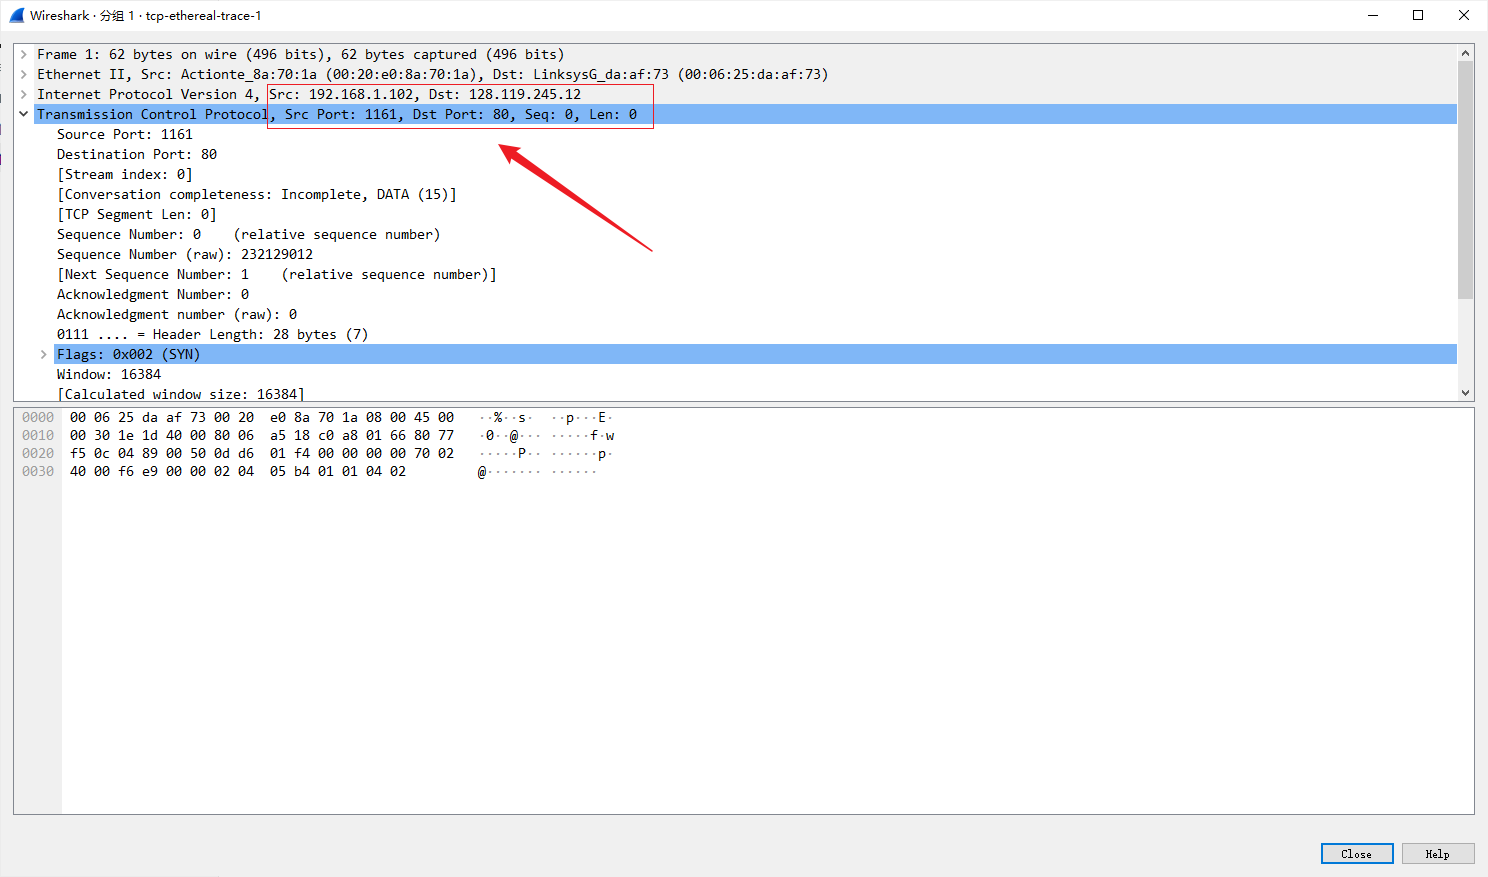 Wireshark · 分组 1 · tcp-ethereal-trace-1
Frame 1: 62 bytes on wire (496 bits), 62 bytes captured (496 bits)
Ethernet II, Src: Actionte_8a:70:1a (00:20:e0:8a:70:1a), Dst: LinksysG_da:af:73 (00:06:25:da:af:73)
Internet Protocol Version 4, Src: 192.168.1.102, Dst: 128.119.245.12
Transmission Control Protocol, Src Port: 1161, Dst Port: 80, Seq: 0, Len: 0
Source Port: 1161
Destination Port: 80
[Stream index: 0]
[Conversation completeness: Incomplete, DATA (15)]
[TCP Segment Len: 0]
Sequence Number: 0    (relative sequence number)
Sequence Number (raw): 232129012
[Next Sequence Number: 1    (relative sequence number)]
Acknowledgment Number: 0
Acknowledgment number (raw): 0
0111 .... = Header Length: 28 bytes (7)
Flags: 0x002 (SYN)
Window: 16384
[Calculated window size: 16384]
0000 00 06 25 da af 73 00 20 e0 8a 70 1a 08 00 45 00 ··%··s· ··p···E·
0010 00 30 1e 1d 40 00 80 06 a5 18 c0 a8 01 66 80 77 ·0··@··· ·····f·w
0020 f5 0c 04 89 00 50 0d d6 01 f4 00 00 00 00 70 02 ·····P·· ······p·
0030 40 00 f6 e9 00 00 02 04 05 b4 01 01 04 02 @······· ······
Close Help